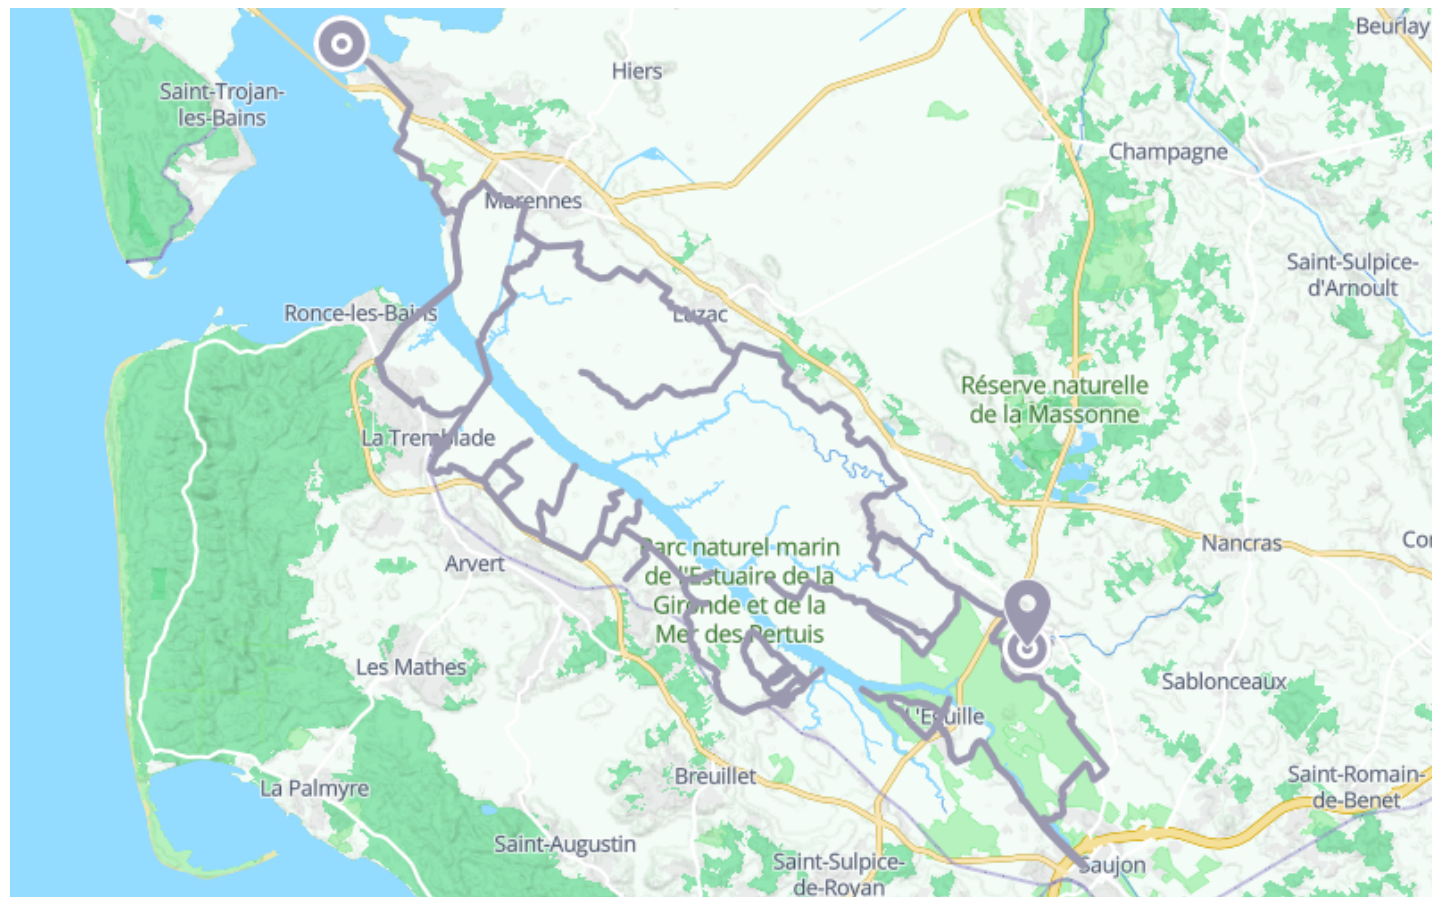 Beurlay
Hiers
Saint-Trojan-
les-Bains
Champagne
Marennes
Saint-Sulpice-
d'Arnoult
Ronce-les-Bains
Luzac
Réserve naturelle
de la Massonne
La Tremblade
Nancras
Cor
Arvert
Parc naturel marin
de l'Estuaire de la
Gironde et de la
Mer des Pertuis
Les Mathes
Sablonceaux
L'Eguille
Breuillet
La Palmyre
Saint-Romain-
de-Benet
Saint-Augustin
Saint-Sulpice-
de-Royan
Saujon